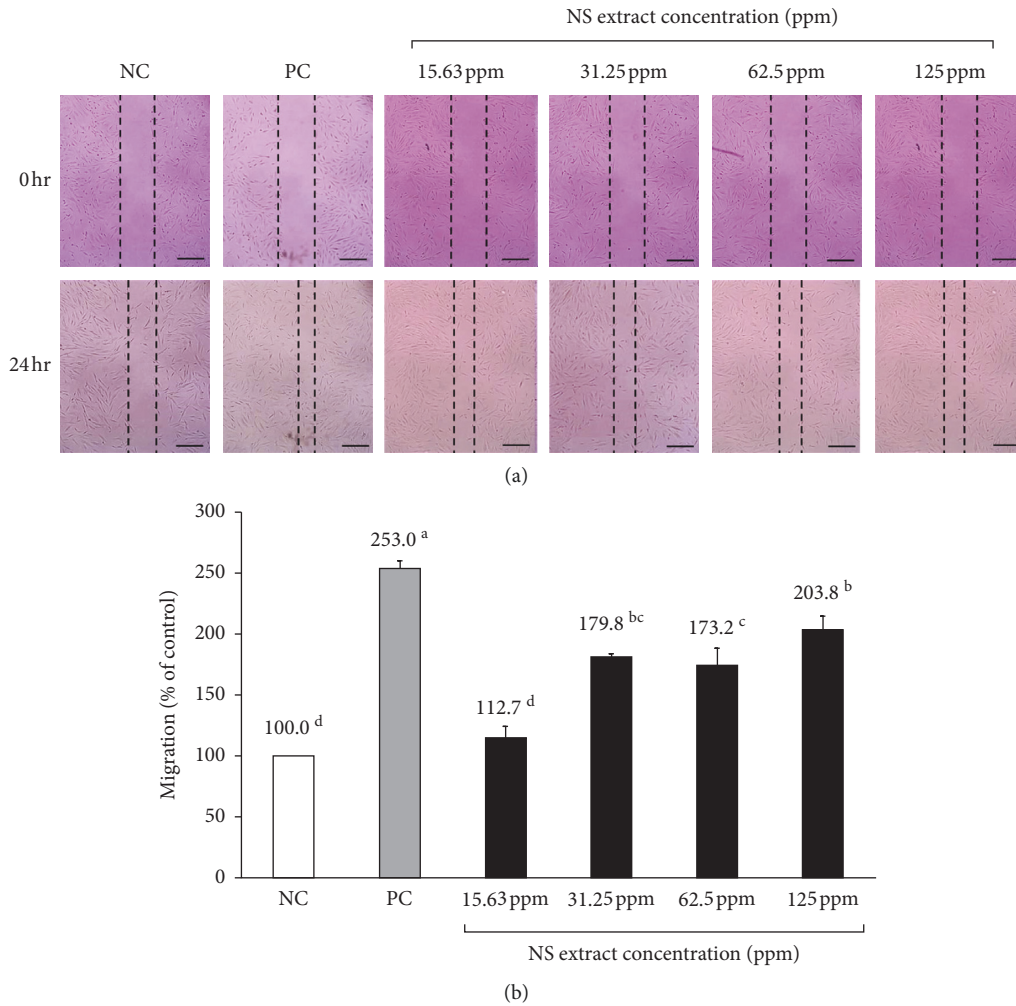 NS extract concentration (ppm)
NC PC 15.63 ppm 31.25 ppm 62.5 ppm 125 ppm
0 hr
24 hr
(a)
300
250
200
150
100
50
0
Migration (% of control)
100.0 d
253.0 a
112.7 d
179.8 bc
173.2 c
203.8 b
NC PC 15.63 ppm 31.25 ppm 62.5 ppm 125 ppm
NS extract concentration (ppm)
(b)